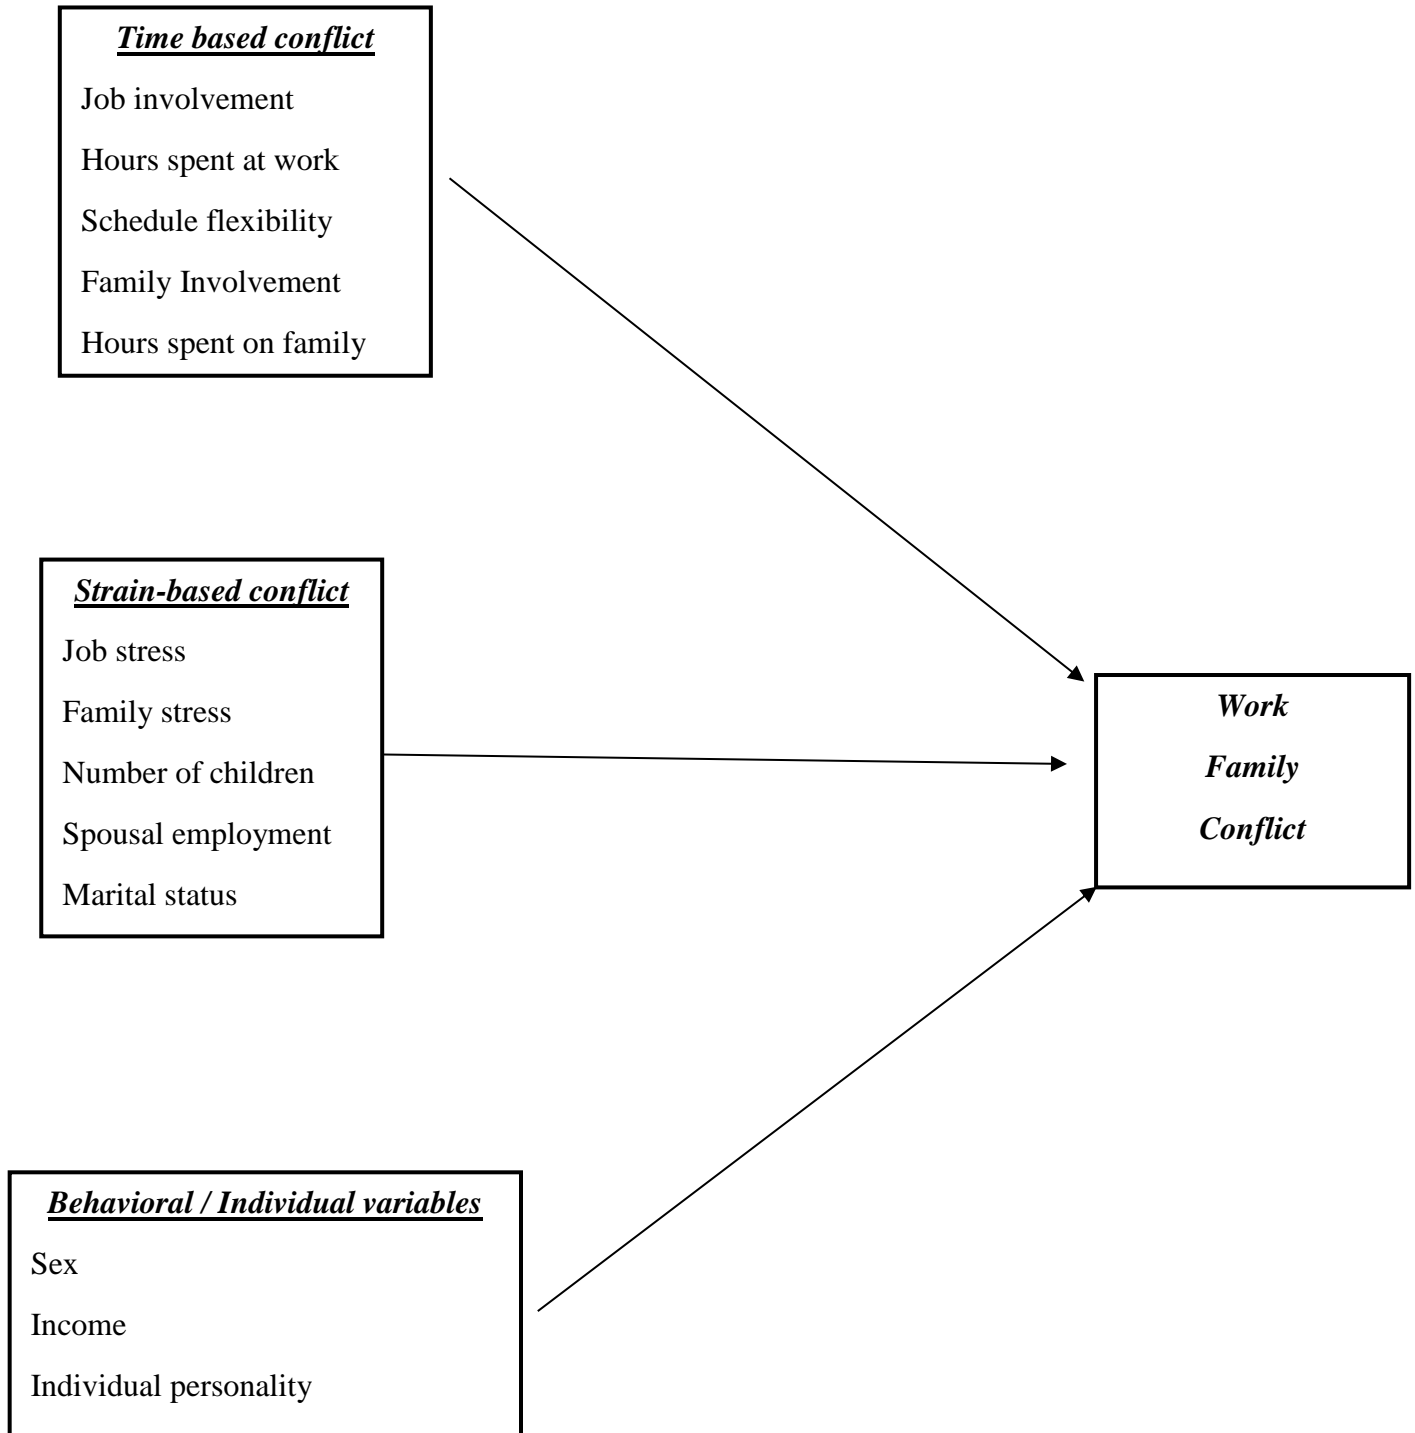 Time based conflict
Job involvement
Hours spent at work
Schedule flexibility
Family Involvement
Hours spent on family
Strain-based conflict
Job stress
Family stress
Number of children
Spousal employment
Marital status
Work
Family
Conflict
Behavioral / Individual variables
Sex
Income
Individual personality